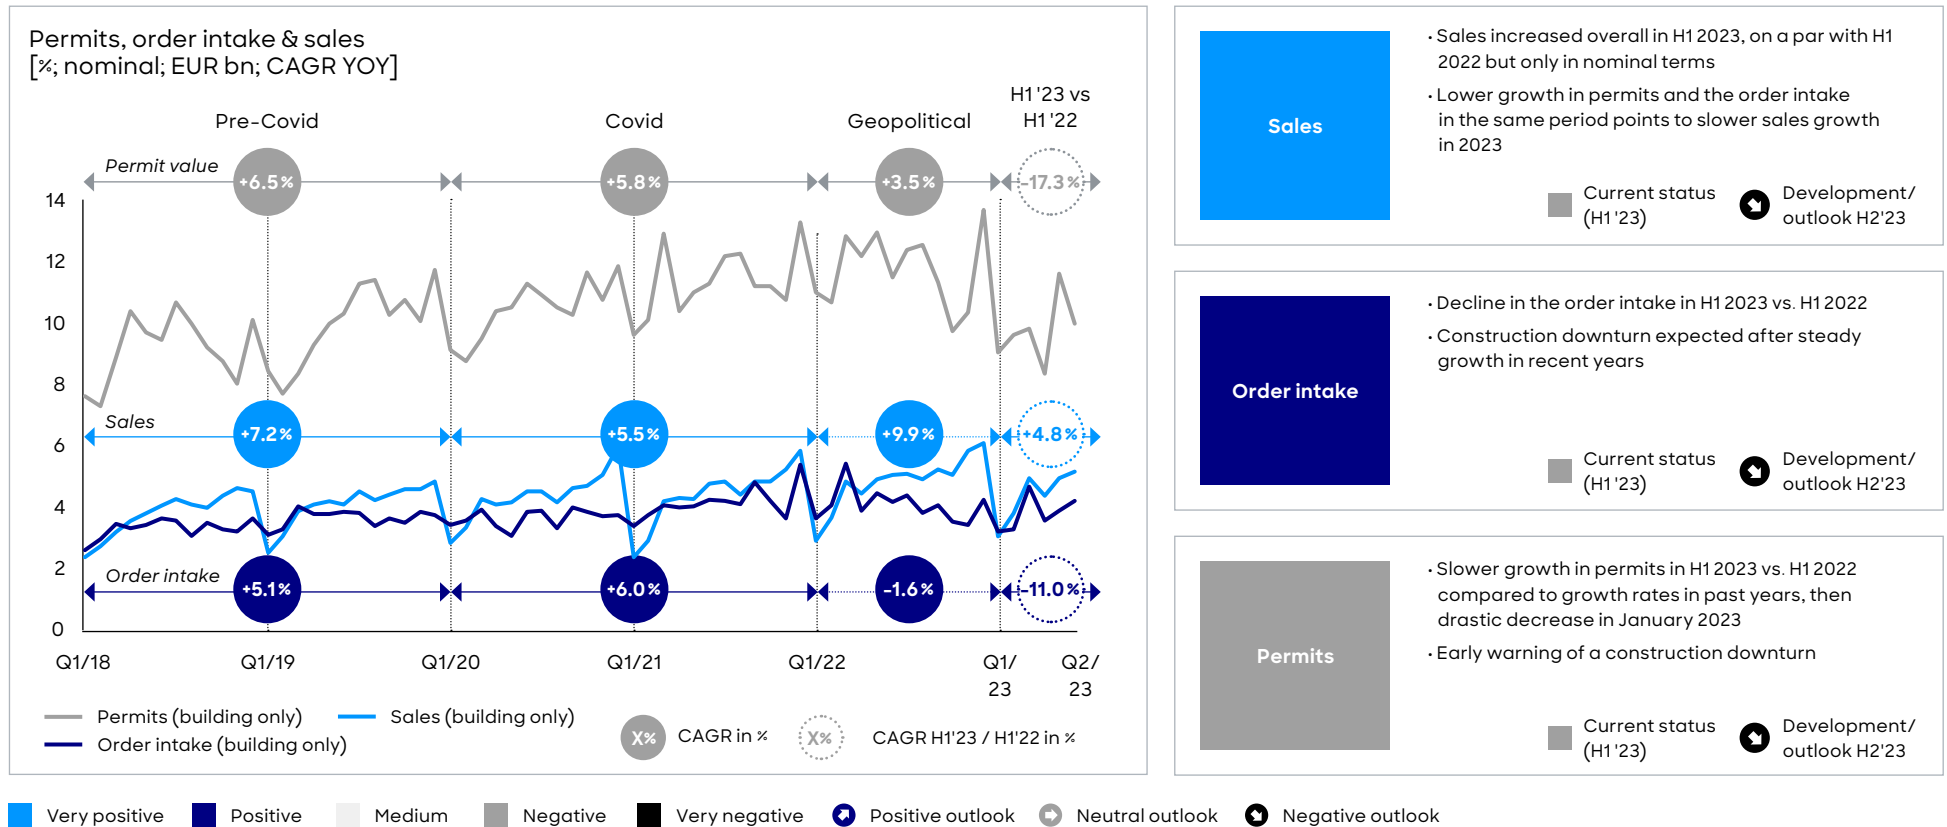 Permits, order intake & sales
[%; nominal; EUR bn; CAGR YOY]
Pre-Covid
Covid
Geopolitical
H1 '23 vs
H1 '22
Permit value
+6.5 %
+5.8 %
+3.5 %
-17.3 %
14
12
10
8
6
4
2
0
Sales
+7.2 %
+5.5 %
+9.9 %
+4.8 %
Order intake
+5.1 %
+6.0 %
-1.6 %
-11.0 %
Q1/18
Q1/19
Q1/20
Q1/21
Q1/22
Q1/
23
Q2/
23
Permits (building only)
Sales (building only)
Order intake (building only)
X%
CAGR in %
X%
CAGR H1'23 / H1'22 in %
Sales
· Sales increased overall in H1 2023, on a par with H1
2022 but only in nominal terms
· Lower growth in permits and the order intake
in the same period points to slower sales growth
in 2023
Current status
(H1 '23)
Development/
outlook H2'23
Order intake
· Decline in the order intake in H1 2023 vs. H1 2022
· Construction downturn expected after steady
growth in recent years
Current status
(H1 '23)
Development/
outlook H2'23
Permits
· Slower growth in permits in H1 2023 vs. H1 2022
compared to growth rates in past years, then
drastic decrease in January 2023
· Early warning of a construction downturn
Current status
(H1 '23)
Development/
outlook H2'23
Very positive
Positive
Medium
Negative
Very negative
Positive outlook
Neutral outlook
Negative outlook